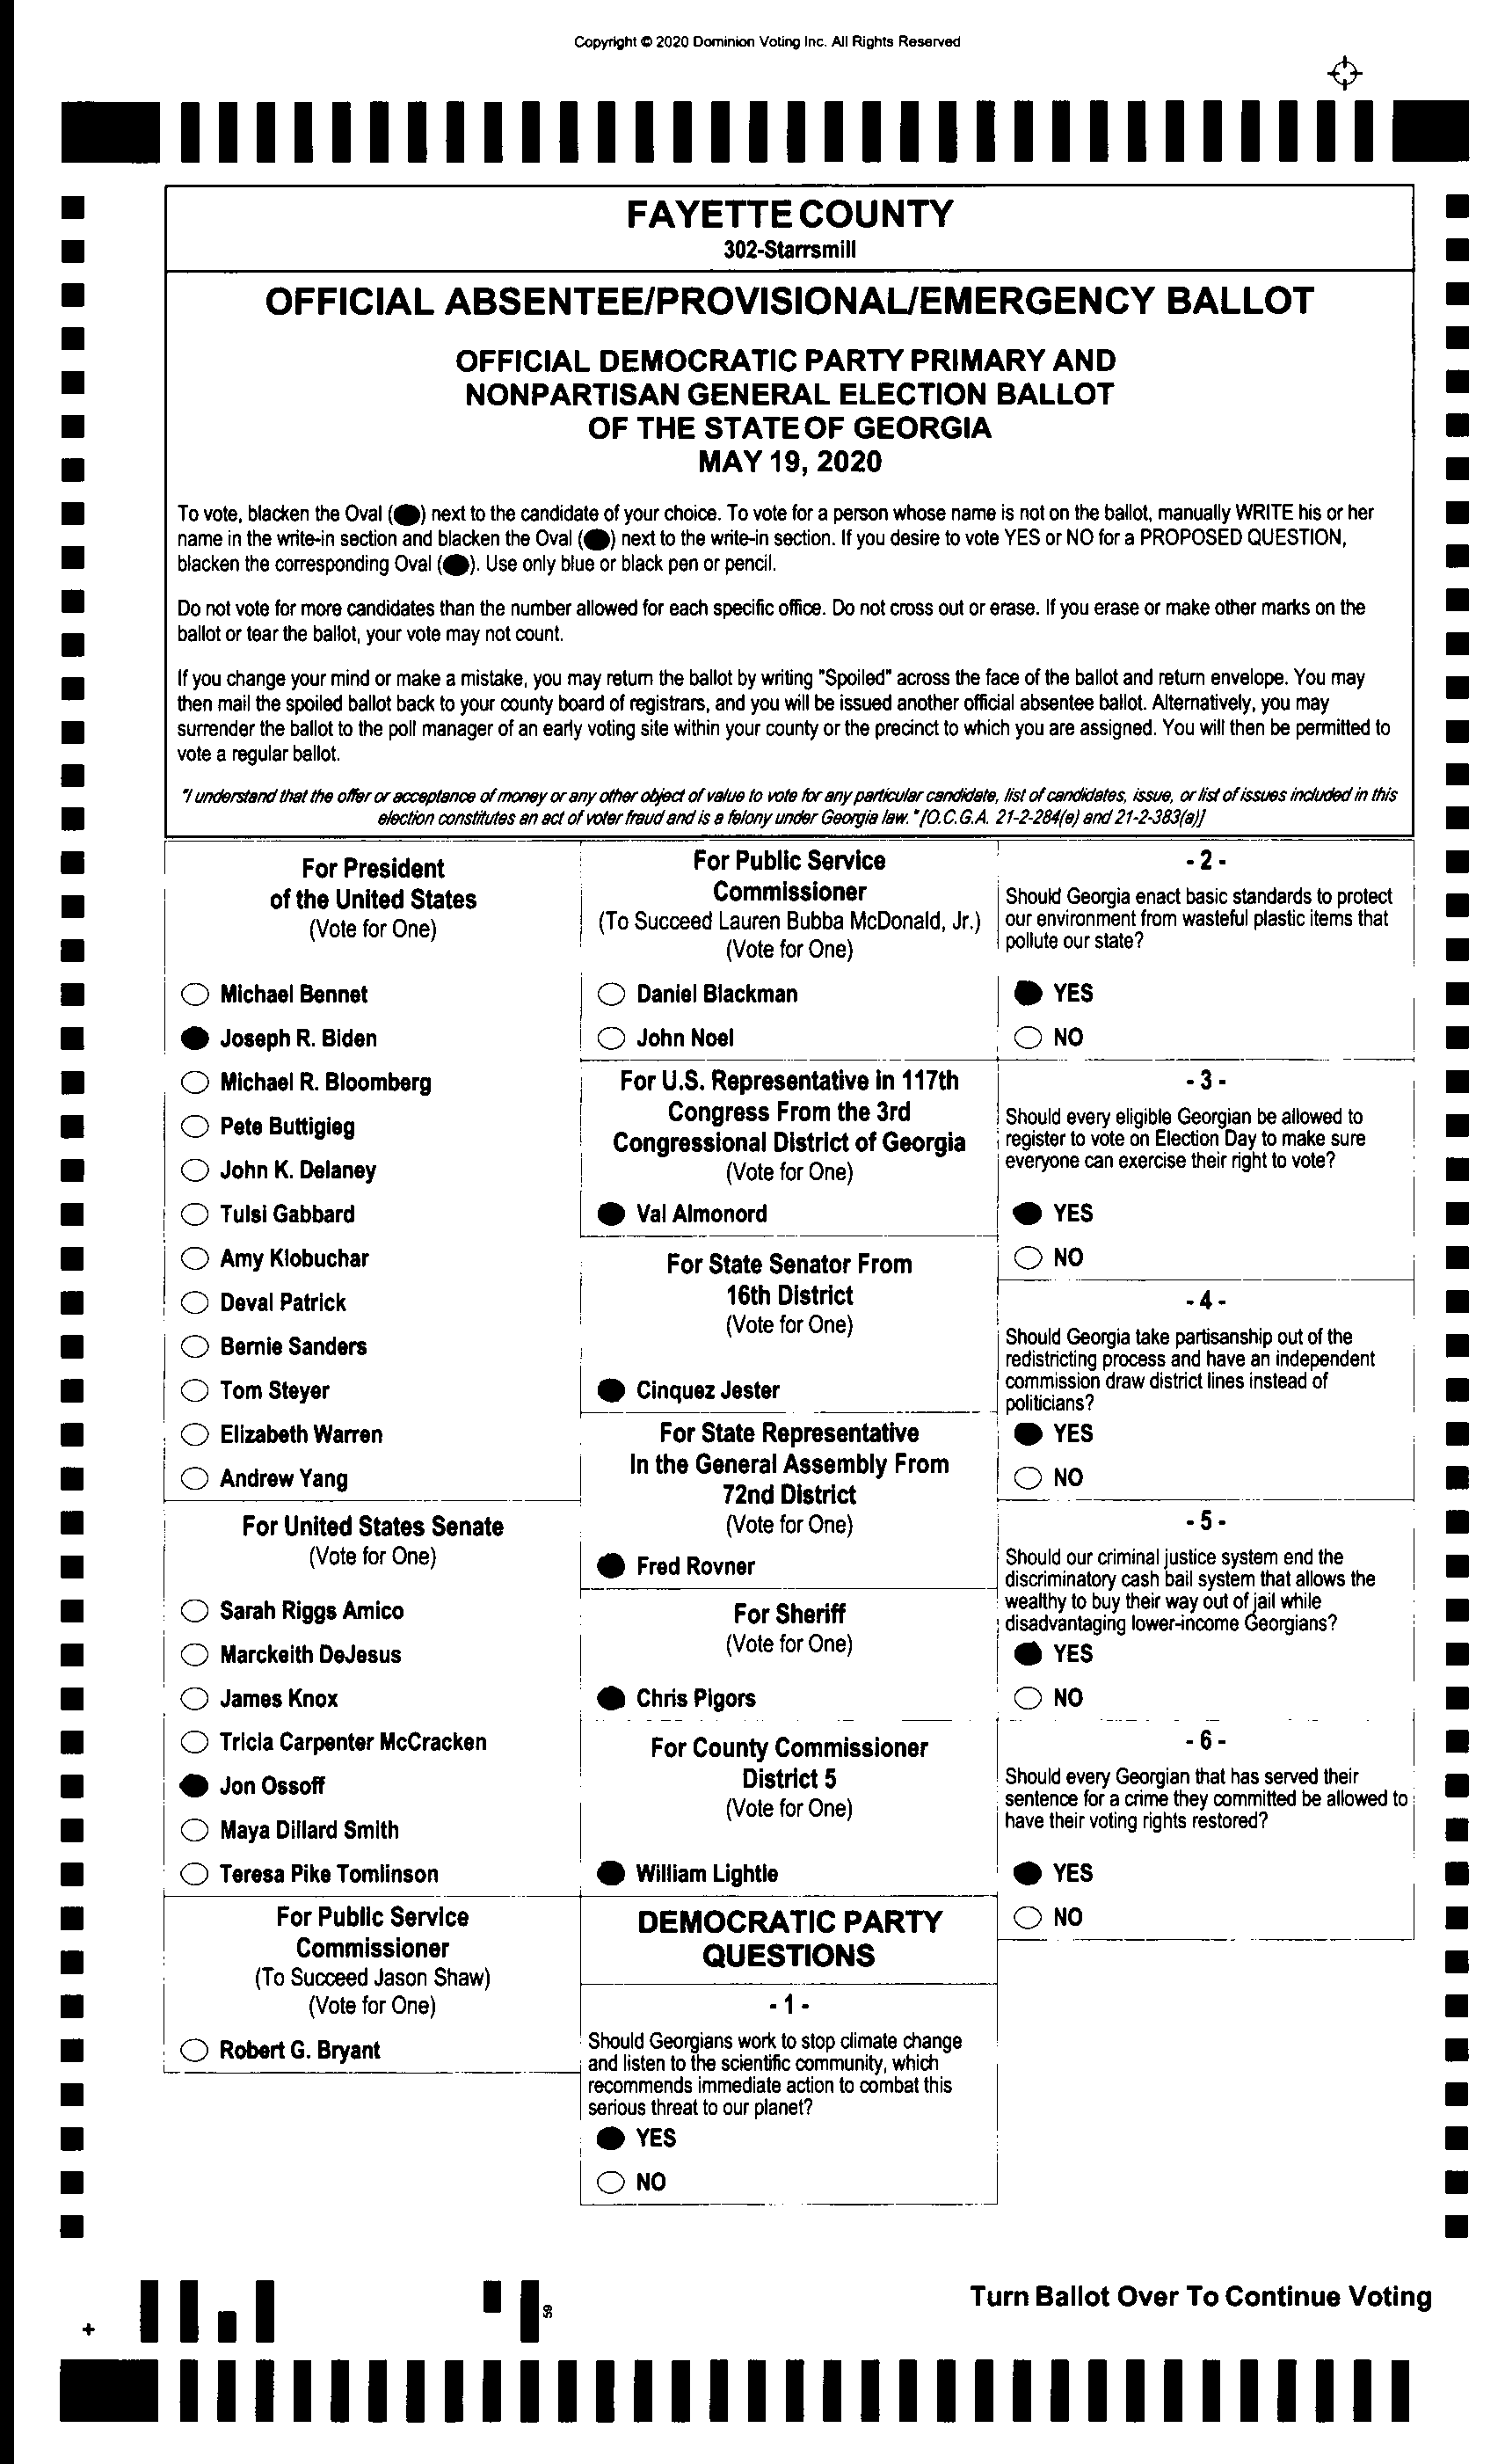 Copyright © 2020 Dominion Voting Inc. All Rights Reserved
FAYETTE COUNTY
302-Starrsmill
OFFICIAL ABSENTEE/PROVISIONAL/EMERGENCY BALLOT
OFFICIAL DEMOCRATIC PARTY PRIMARY AND
NONPARTISAN GENERAL ELECTION BALLOT
OF THE STATE OF GEORGIA
MAY 19, 2020
To vote, blacken the Oval (●) next to the candidate of your choice. To vote for a person whose name is not on the ballot, manually WRITE his or her
name in the write-in section and blacken the Oval (●) next to the write-in section. If you desire to vote YES or NO for a PROPOSED QUESTION,
blacken the corresponding Oval (●). Use only blue or black pen or pencil.
Do not vote for more candidates than the number allowed for each specific office. Do not cross out or erase. If you erase or make other marks on the
ballot or tear the ballot, your vote may not count.
If you change your mind or make a mistake, you may return the ballot by writing "Spoiled" across the face of the ballot and return envelope. You may
then mail the spoiled ballot back to your county board of registrars, and you will be issued another official absentee ballot. Alternatively, you may
surrender the ballot to the poll manager of an early voting site within your county or the precinct to which you are assigned. You will then be permitted to
vote a regular ballot.
"I understand that the offer or acceptance of money or any other object of value to vote for any particular candidate, list of candidates, issue, or list of issues included in this
election constitutes an act of voter fraud and is a felony under Georgia law." [O.C.G.A. 21-2-284(e) and 21-2-383(a)]
For President
of the United States
(Vote for One)
Michael Bennet
Joseph R. Biden
Michael R. Bloomberg
Pete Buttigieg
John K. Delaney
Tulsi Gabbard
Amy Klobuchar
Deval Patrick
Bernie Sanders
Tom Steyer
Elizabeth Warren
Andrew Yang
For United States Senate
(Vote for One)
Sarah Riggs Amico
Marckeith DeJesus
James Knox
Tricia Carpenter McCracken
Jon Ossoff
Maya Dillard Smith
Teresa Pike Tomlinson
For Public Service
Commissioner
(To Succeed Jason Shaw)
(Vote for One)
Robert G. Bryant
For Public Service
Commissioner
(To Succeed Lauren Bubba McDonald, Jr.)
(Vote for One)
Daniel Blackman
John Noel
For U.S. Representative in 117th
Congress From the 3rd
Congressional District of Georgia
(Vote for One)
Val Almonord
For State Senator From
16th District
(Vote for One)
Cinquez Jester
For State Representative
In the General Assembly From
72nd District
(Vote for One)
Fred Rovner
For Sheriff
(Vote for One)
Chris Pigors
For County Commissioner
District 5
(Vote for One)
William Lightle
DEMOCRATIC PARTY
QUESTIONS
- 1 -
Should Georgians work to stop climate change
and listen to the scientific community, which
recommends immediate action to combat this
serious threat to our planet?
YES
NO
- 2 -
Should Georgia enact basic standards to protect
our environment from wasteful plastic items that
pollute our state?
YES
NO
- 3 -
Should every eligible Georgian be allowed to
register to vote on Election Day to make sure
everyone can exercise their right to vote?
YES
NO
- 4 -
Should Georgia take partisanship out of the
redistricting process and have an independent
commission draw district lines instead of
politicians?
YES
NO
- 5 -
Should our criminal justice system end the
discriminatory cash bail system that allows the
wealthy to buy their way out of jail while
disadvantaging lower-income Georgians?
YES
NO
- 6 -
Should every Georgian that has served their
sentence for a crime they committed be allowed to
have their voting rights restored?
YES
NO
Turn Ballot Over To Continue Voting
+
59